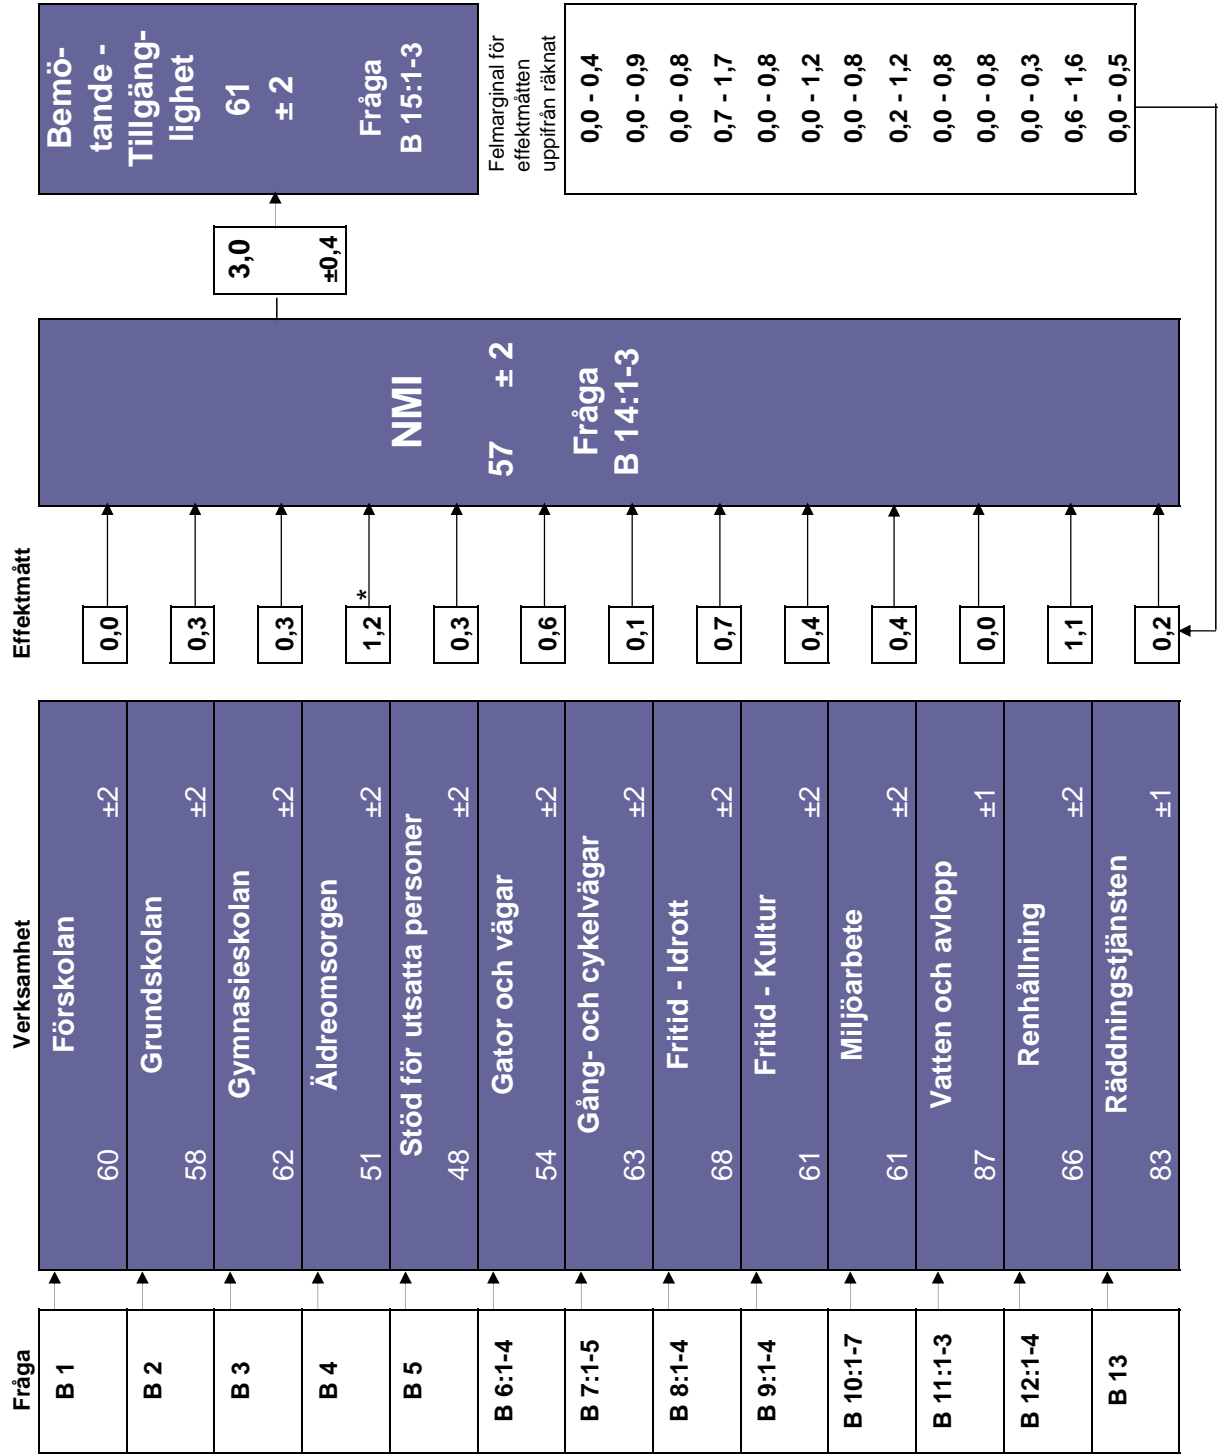 Fråga
Verksamhet
Effektmått
B 1
Förskolan
60
±2
0,0
B 2
Grundskolan
58
±2
0,3
B 3
Gymnasieskolan
62
±2
0,3
B 4
Äldreomsorgen
51
±2
1,2
*
B 5
Stöd för utsatta personer
48
±2
0,3
B 6:1-4
Gator och vägar
54
±2
0,6
B 7:1-5
Gång- och cykelvägar
63
±2
0,1
B 8:1-4
Fritid - Idrott
68
±2
0,7
B 9:1-4
Fritid - Kultur
61
±2
0,4
B 10:1-7
Miljöarbete
61
±2
0,4
B 11:1-3
Vatten och avlopp
87
±1
0,0
B 12:1-4
Renhållning
66
±2
1,1
B 13
Räddningstjänsten
83
±1
0,2
NMI
57 ± 2
Fråga
B 14:1-3
3,0
±0,4
Bemö-
tande -
Tillgäng-
lighet
61
± 2
Fråga
B 15:1-3
Felmarginal för
effektmåtten
uppifrån räknat
0,0 - 0,4
0,0 - 0,9
0,0 - 0,8
0,7 - 1,7
0,0 - 0,8
0,0 - 1,2
0,0 - 0,8
0,2 - 1,2
0,0 - 0,8
0,0 - 0,8
0,0 - 0,3
0,6 - 1,6
0,0 - 0,5